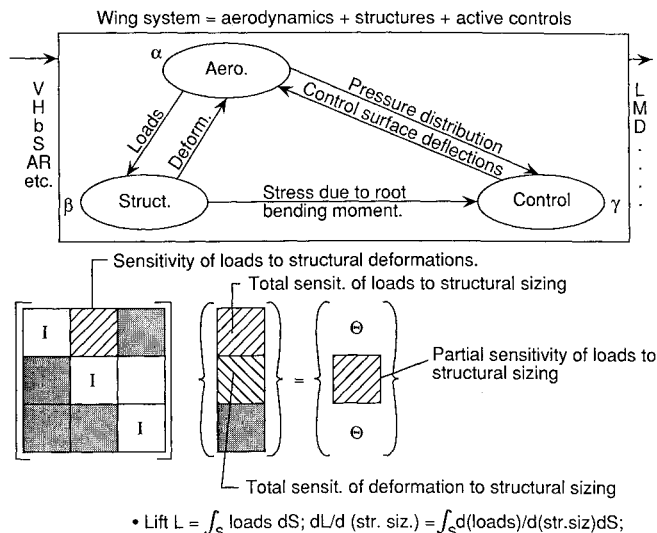 Wing system = aerodynamics + structures + active controls
α
Aero.
V
H
b
S
AR
etc.
Loads
Deform.
Pressure distribution
Control surface deflections
L
M
D
.
.
.
.
β
Struct.
Stress due to root
bending moment.
Control
γ
Sensitivity of loads to structural deformations.
Total sensit. of loads to structural sizing
I
I
I
=
Θ
Θ
Partial sensitivity of loads to
structural sizing
Total sensit. of deformation to structural sizing
• Lift L = ∫S loads dS; dL/d (str. siz.) = ∫S d(loads)/d(str.siz)dS;